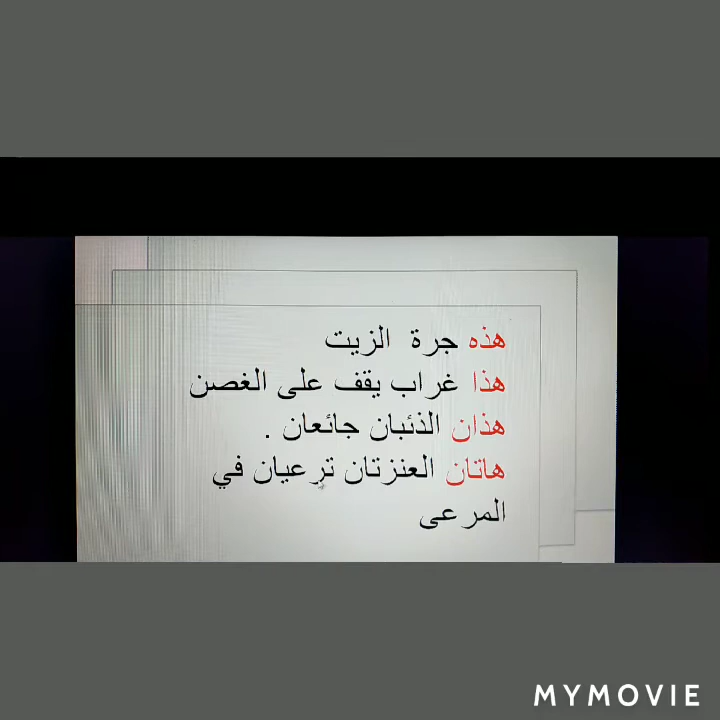 هذه جرة الزيت
هذا غراب يقف على الغصن
هذان الذئبان جائعان .
هاتان العنزتان ترعيان في
المرعى
MYMOVIE